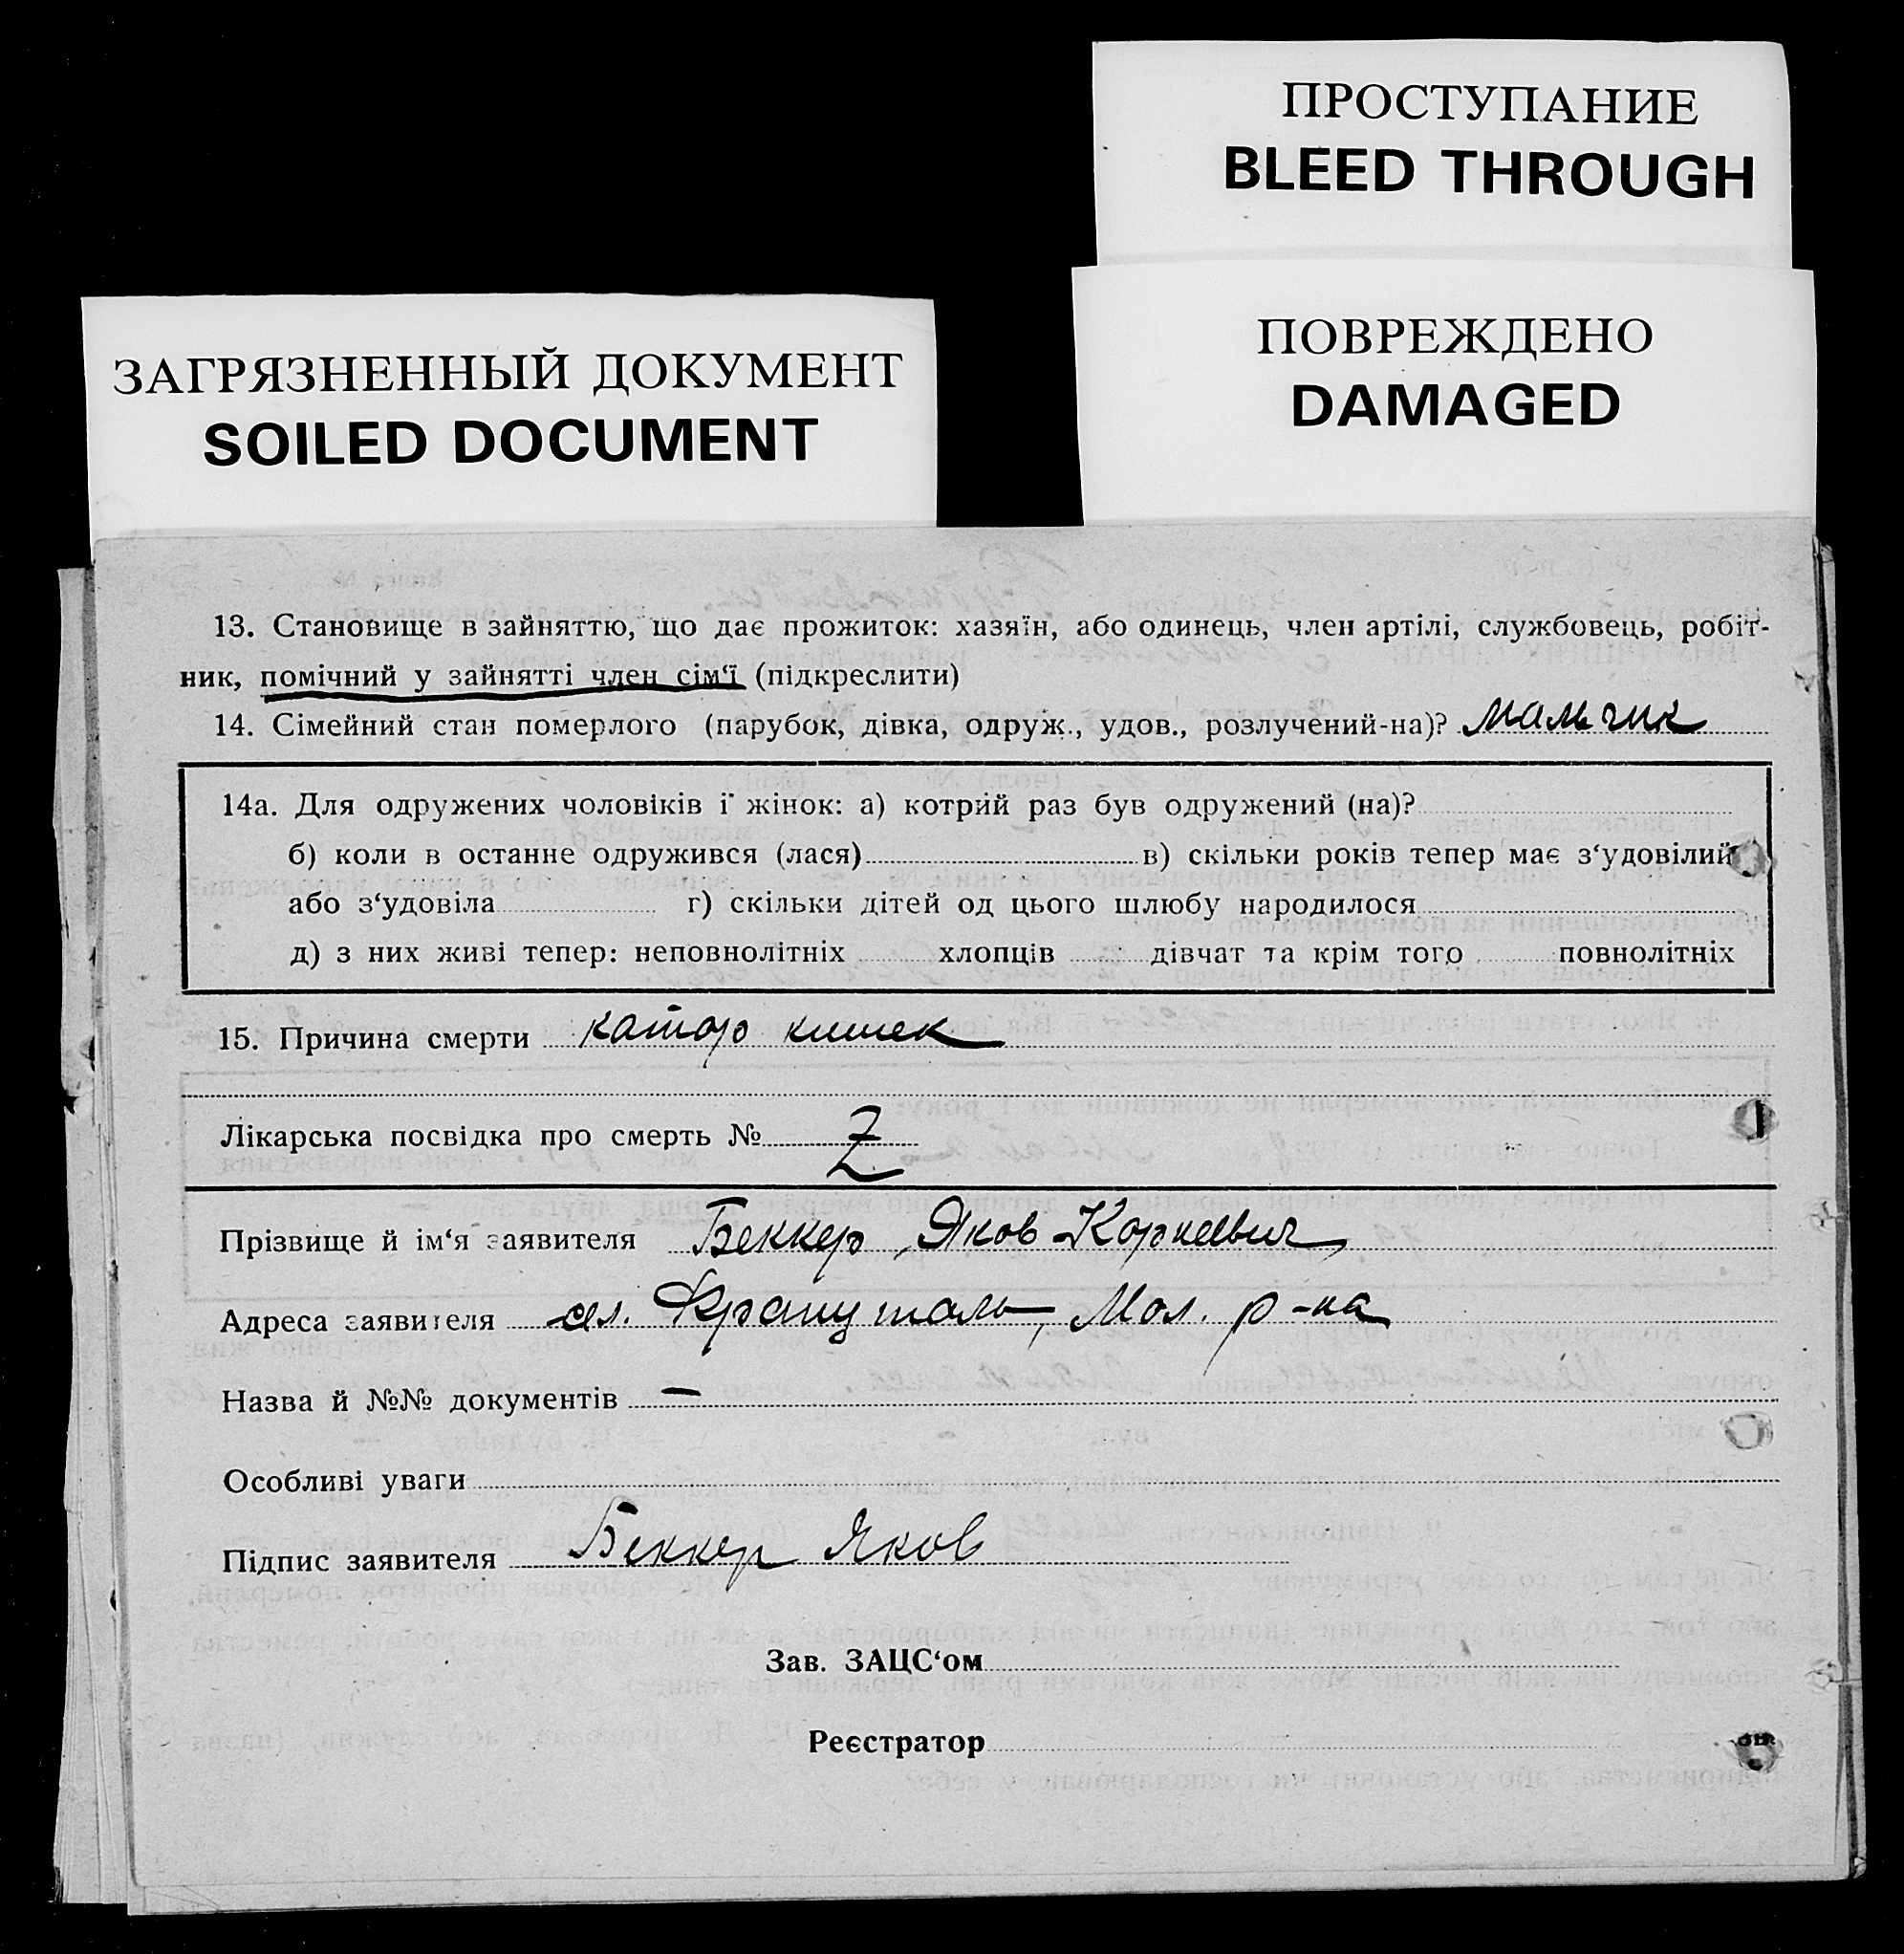 ПРОСТУПАНИЕ
BLEED THROUGH
ПОВРЕЖДЕНО
DAMAGED
ЗАГРЯЗНЕННЫЙ ДОКУМЕНТ
SOILED DOCUMENT
13. Становище в зайняттю, що дає прожиток: хазяїн, або одинець, член артілі, службовець, робіт-
ник, помічний у зайнятті член сім‘ї (підкреслити)
14. Сімейний стан померлого (парубок, дівка, одруж., удов., розлучений-на)? мальчик
14а. Для одружених чоловіків і жінок: а) котрий раз був одружений (на)?
б) коли в останне одружився (лася) в) скільки років тепер має з‘удовілий
або з‘удовіла г) скільки дітей од цього шлюбу народилося
д) з них живі тепер: неповнолітніх хлопців дівчат та крім того повнолітніх
15. Причина смерти катар кишек
Лікарська посвідка про смерть № Z
Прізвище й ім‘я заявителя Беккер, Яков Корнеевич
Адреса заявителя Францталь, Мол. р-на
Назва й №№ документів —
Особливі уваги
Підпис заявителя Беккер Яков
Зав. ЗАЦС‘ом
Реєстратор